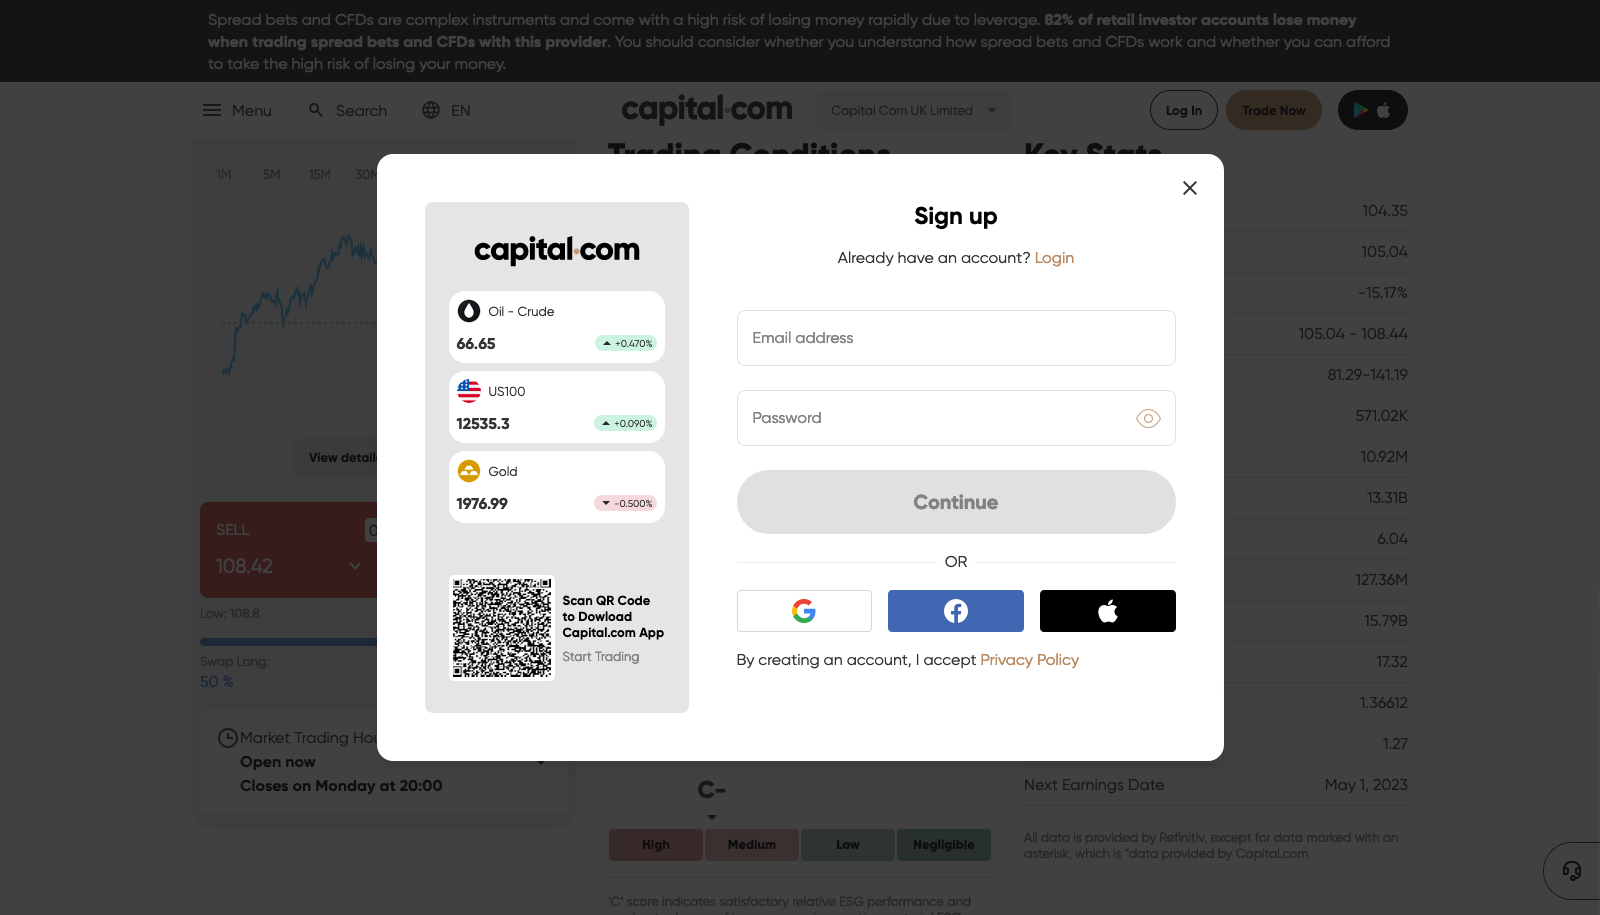 Spread bets and CFDs are complex instruments and come with a high risk of losing money rapidly due to leverage. 82% of retail investor accounts lose money
when trading spread bets and CFDs with this provider. You should consider whether you understand how spread bets and CFDs work and whether you can afford
to take the high risk of losing your money.
Menu
Search
EN
capital.com
Capital Com UK Limited
Log In
Trade Now
Trading Conditions
Key Stats
1M
5M
15M
30M
View details
SELL
108.42
Low: 108.8
Swap Long:
50 %
Market Trading Hou
Open now
Closes on Monday at 20:00
capital.com
Oil - Crude
66.65
+0.470%
US100
12535.3
+0.090%
Gold
1976.99
-0.500%
Scan QR Code
to Dowload
Capital.com App
Start Trading
Sign up
Already have an account? Login
Email address
Password
Continue
OR
By creating an account, I accept Privacy Policy
104.35
105.04
-15.17%
105.04 - 108.44
81.29-141.19
571.02K
10.92M
13.31B
6.04
127.36M
15.79B
17.32
1.36612
1.27
Next Earnings Date
May 1, 2023
All data is provided by Refinitiv, except for data marked with an
asterisk, which is *data provided by Capital.com
C-
High
Medium
Low
Negligible
'C' score indicates satisfactory relative ESG performance and